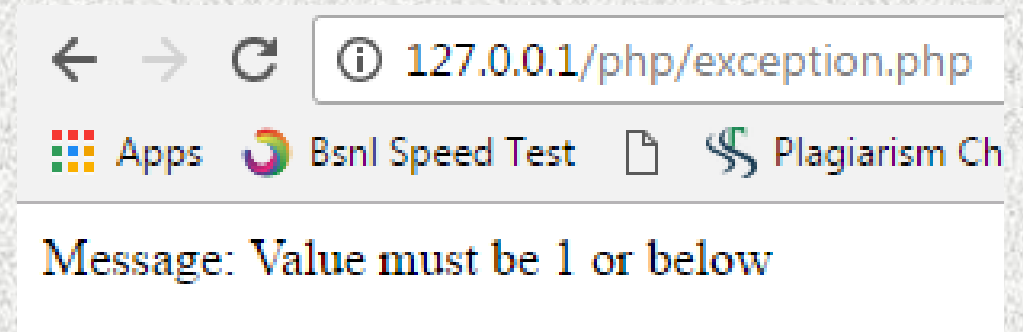 127.0.0.1/php/exception.php
Apps Bsnl Speed Test Plagiarism Ch
Message: Value must be 1 or below